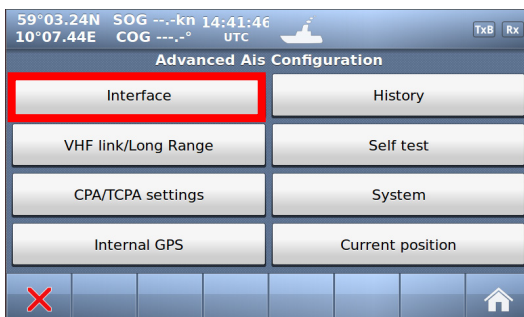 59°03.24N SOG --.-kn 14:41:46
10°07.44E COG ---.-° UTC
TxB Rx
Advanced Ais Configuration
Interface
History
VHF link/Long Range
Self test
CPA/TCPA settings
System
Internal GPS
Current position